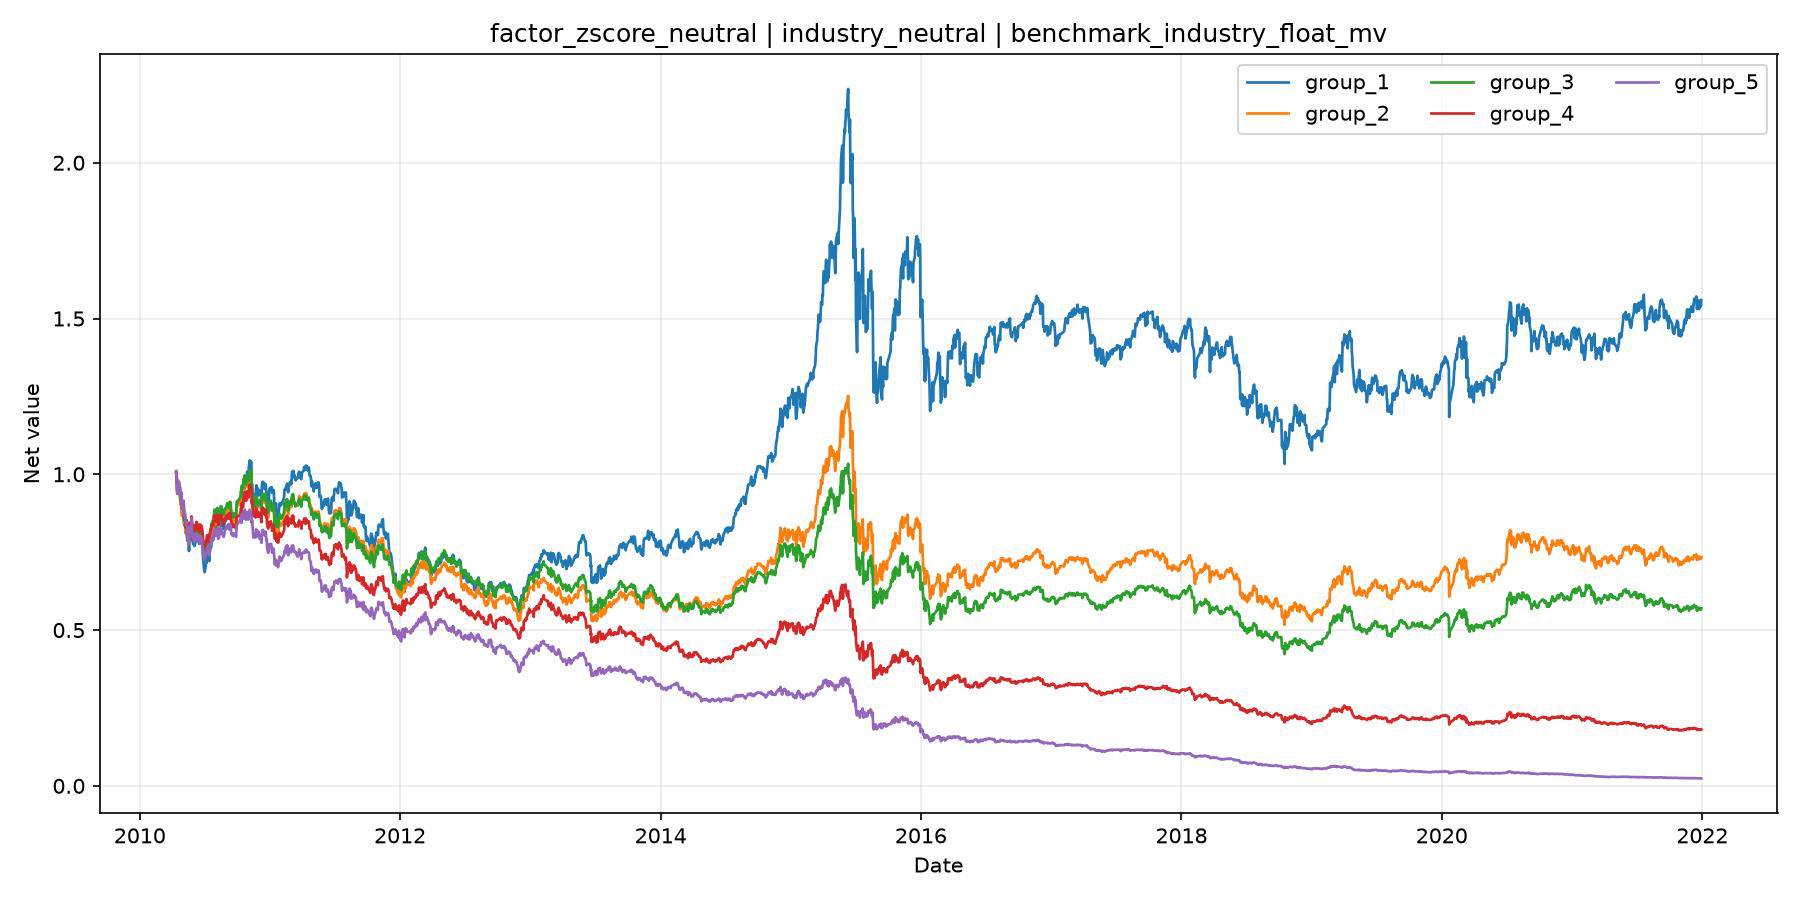 factor_zscore_neutral | industry_neutral | benchmark_industry_float_mv
group_1 group_3 group_5
group_2 group_4
Net value
2.0
1.5
1.0
0.5
0.0
2010 2012 2014 2016 2018 2020 2022
Date